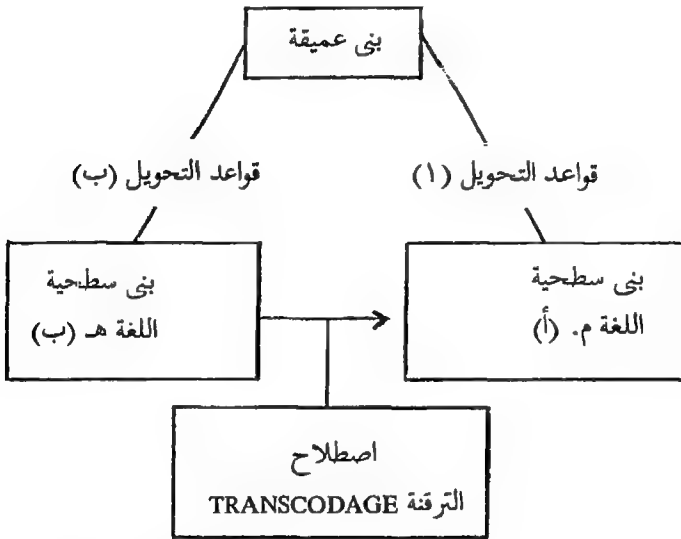 بنى عميقة
قواعد التحويل (١)
قواعد التحويل (ب)
بنى سطحية
اللغة م. (أ)
بنى سطحية
اللغة هـ (ب)
اصطلاح
الترقنة TRANSCODAGE